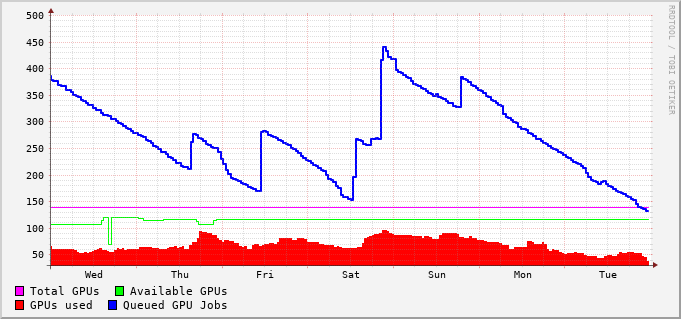 500
450
400
350
300
250
200
150
100
50
Wed Thu Fri Sat Sun Mon Tue
RRDTOOL / TOBI OETIKER
Total GPUs Available GPUs
GPUs used Queued GPU Jobs